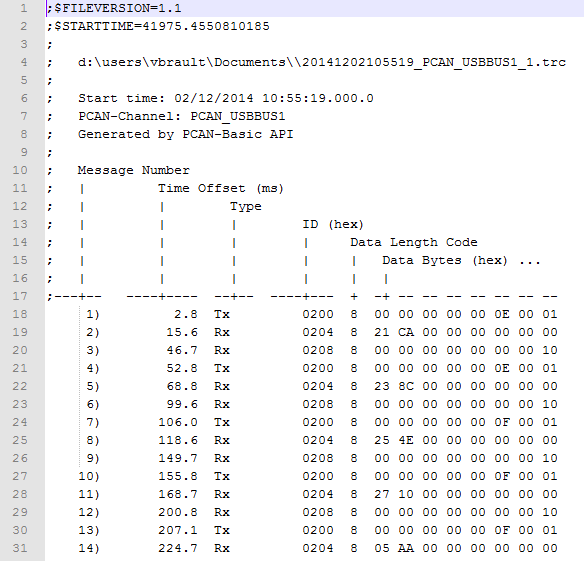 1 ;$FILEVERSION=1.1
2 ;$STARTTIME=41975.4550810185
3 ;
4 ;   d:\users\vbrault\Documents\\20141202105519_PCAN_USBBUS1_1.trc
5 ;
6 ;   Start time: 02/12/2014 10:55:19.000.0
7 ;   PCAN-Channel: PCAN_USBBUS1
8 ;   Generated by PCAN-Basic API
9 ;
10 ;   Message Number
11 ;   |         Time Offset (ms)
12 ;   |         |        Type
13 ;   |         |        |        ID (hex)
14 ;   |         |        |        |     Data Length Code
15 ;   |         |        |        |     |   Data Bytes (hex) ...
16 ;   |         |        |        |     |   |
17 ;---+--   ----+----  --+--  ----+---  +  -+ -- -- -- -- -- -- --
18     1)         2.8  Tx         0200  8  00 00 00 00 00 0E 00 01
19     2)        15.6  Rx         0204  8  21 CA 00 00 00 00 00 00
20     3)        46.7  Rx         0208  8  00 00 00 00 00 00 00 10
21     4)        52.8  Tx         0200  8  00 00 00 00 00 0E 00 01
22     5)        68.8  Rx         0204  8  23 8C 00 00 00 00 00 00
23     6)        99.6  Rx         0208  8  00 00 00 00 00 00 00 10
24     7)       106.0  Tx         0200  8  00 00 00 00 00 0F 00 01
25     8)       118.6  Rx         0204  8  25 4E 00 00 00 00 00 00
26     9)       149.7  Rx         0208  8  00 00 00 00 00 00 00 10
27    10)       155.8  Tx         0200  8  00 00 00 00 00 0F 00 01
28    11)       168.7  Rx         0204  8  27 10 00 00 00 00 00 00
29    12)       200.8  Rx         0208  8  00 00 00 00 00 00 00 10
30    13)       207.1  Tx         0200  8  00 00 00 00 00 0F 00 01
31    14)       224.7  Rx         0204  8  05 AA 00 00 00 00 00 00